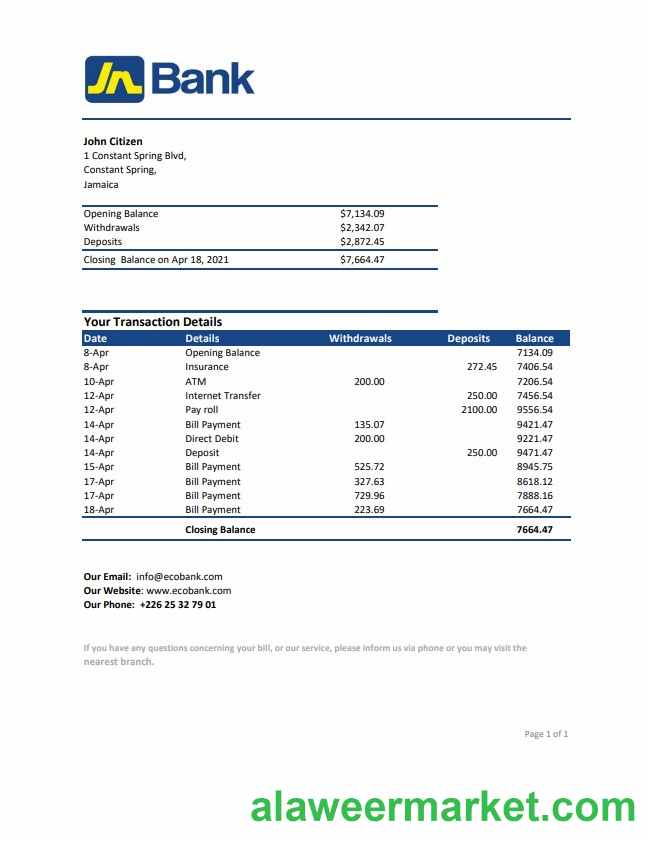 Jn Bank
John Citizen
1 Constant Spring Blvd,
Constant Spring,
Jamaica
Opening Balance $7,134.09
Withdrawals $2,342.07
Deposits $2,872.45
Closing Balance on Apr 18, 2021 $7,664.47
Your Transaction Details
Date Details Withdrawals Deposits Balance
8-Apr Opening Balance 7134.09
8-Apr Insurance 272.45 7406.54
10-Apr ATM 200.00 7206.54
12-Apr Internet Transfer 250.00 7456.54
12-Apr Pay roll 2100.00 9556.54
14-Apr Bill Payment 135.07 9421.47
14-Apr Direct Debit 200.00 9221.47
14-Apr Deposit 250.00 9471.47
15-Apr Bill Payment 525.72 8945.75
17-Apr Bill Payment 327.63 8618.12
17-Apr Bill Payment 729.96 7888.16
18-Apr Bill Payment 223.69 7664.47
Closing Balance 7664.47
Our Email: info@ecobank.com
Our Website: www.ecobank.com
Our Phone: +226 25 32 79 01
If you have any questions concerning your bill, or our service, please inform us via phone or you may visit the
nearest branch.
Page 1 of 1
alaweermarket.com